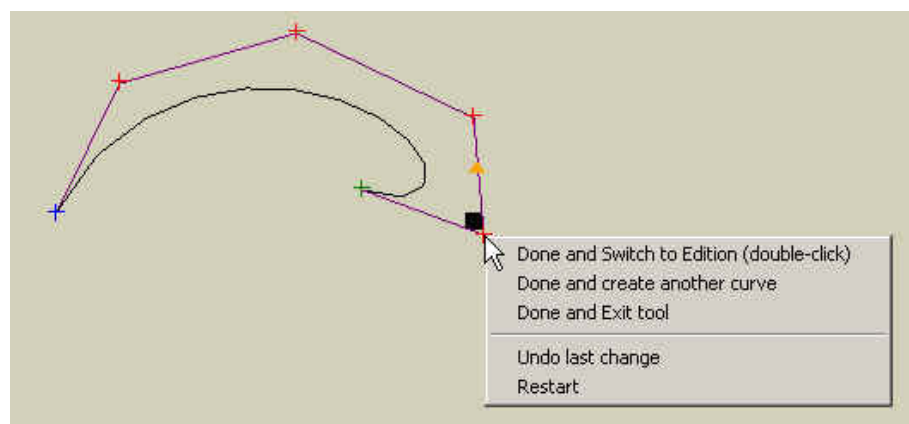 Done and Switch to Edition (double-click)
Done and create another curve
Done and Exit tool
Undo last change
Restart